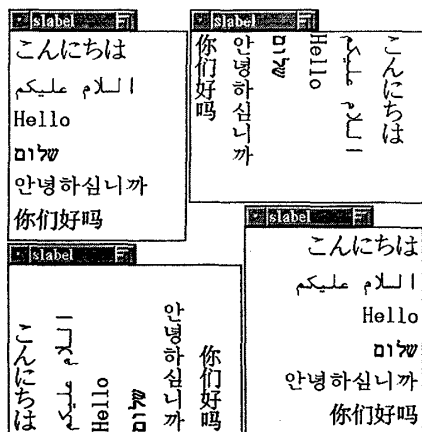 slabel
こんにちは
السلام عليكم
Hello
שלום
안녕하십니까
你们好吗
slabel
こんにちは
السلام عليكم
Hello
שלום
안녕하십니까
你们好吗
slabel
こんにちは
السلام عليكم
Hello
שלום
안녕하십니까
你们好吗
slabel
こんにちは
السلام عليكم
Hello
שלום
안녕하십니까
你们好吗